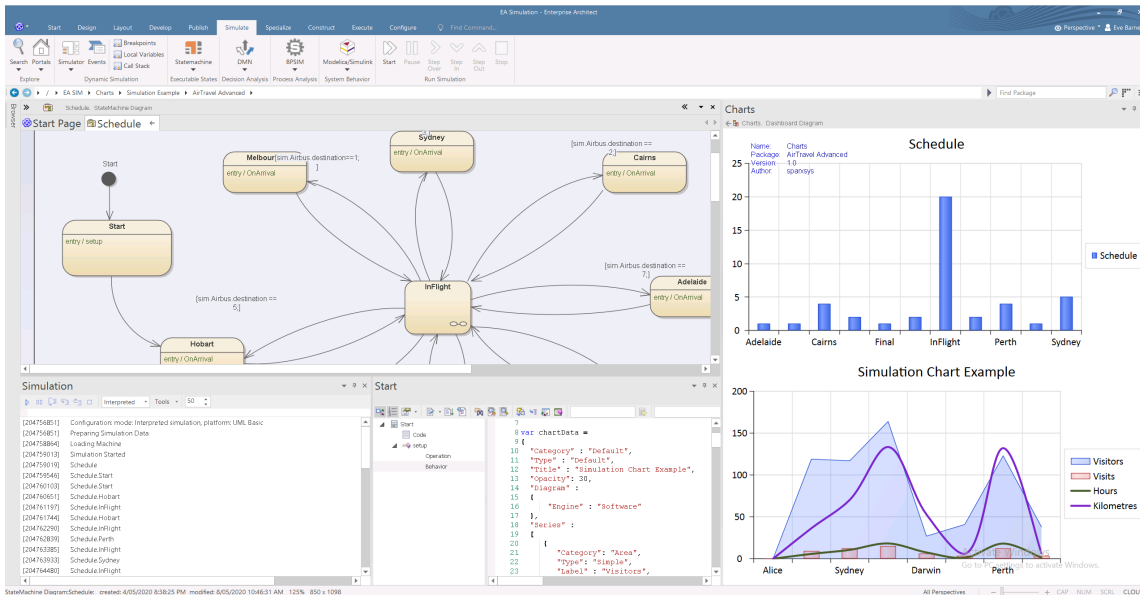 EA Simulation - Enterprise Architect
Start Design Layout Develop Publish Simulate Specialize Construct Execute Configure Find Command...
Perspective Eve Barne
Search Portals Simulator Events Breakpoints Local Variables Call Stack Statemachine DMN BPSIM Modelica/Simulink Start Pause Step Over Step In Step Out Stop
Explore Dynamic Simulation Executable States Decision Analysis Process Analysis System Behavior Run Simulation
/ EA SIM Charts Simulation Example AirTravel Advanced
Find Package
Browser
Schedule. StateMachine Diagram
Start Page Schedule
Start
Start
entry / setup
Melbour
[sim.Airbus.destination==1;
]
entry / OnArrival
Sydney
entry / OnArrival
[sim.Airbus.destination ==
2;]
Cairns
entry / OnArrival
[sim.Airbus.destination ==
7;]
Adelaide
entry / OnArrival
InFlight
[sim.Airbus.destination ==
5;]
Hobart
entry / OnArrival
Charts
Charts. Dashboard Diagram
Name: Charts
Package: AirTravel Advanced
Version: 1.0
Author: sparxsys
Schedule
25
20
15
10
5
0
Adelaide Cairns Final InFlight Perth Sydney
Schedule
Simulation Chart Example
200
150
100
50
0
Alice Sydney Darwin Perth
Visitors
Visits
Hours
Kilometres
Activate Windows
Go to PC settings to activate Windows.
Simulation
Interpreted Tools 50
[204756851] Configuration: mode: Interpreted simulation, platform: UML Basic
[204756851] Preparing Simulation Data
[204758864] Loading Machine
[204759013] Simulation Started
[204759019] Schedule
[204759546] Schedule.Start
[204760103] Schedule.Start
[204760651] Schedule.Hobart
[204761197] Schedule.InFlight
[204761744] Schedule.Hobart
[204762290] Schedule.InFlight
[204762839] Schedule.Perth
[204763385] Schedule.InFlight
[204763933] Schedule.Sydney
[204764480] Schedule.InFlight
Start
Start
Code
setup
Operation
Behavior
7
8 var chartData =
9 {
10 "Category" : "Default",
11 "Type" : "Default",
12 "Title" : "Simulation Chart Example",
13 "Opacity": 30,
14 "Diagram" :
15 {
16 "Engine" : "Software"
17 },
18 "Series" :
19 [
20 {
21 "Category": "Area",
22 "Type": "Simple",
23 "Label" : "Visitors",
StateMachine Diagram:Schedule: created: 4/05/2020 8:38:25 PM modified: 8/05/2020 10:46:31 AM 125% 850 x 1098
All Perspectives CAP NUM SCRL CLOU